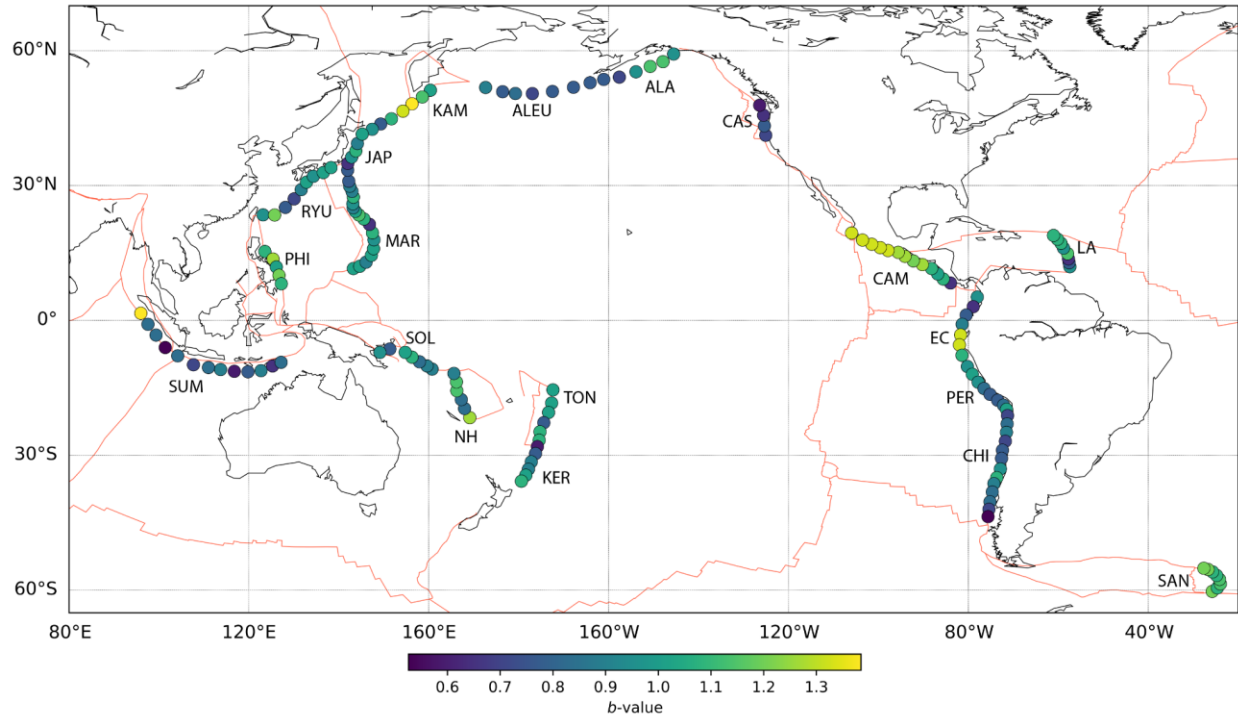 60°N
30°N
0°
30°S
60°S
KAM
ALEU
ALA
CAS
JAP
RYU
MAR
PHI
CAM
LA
SOL
EC
SUM
TON
PER
NH
KER
CHI
SAN
80°E 120°E 160°E 160°W 120°W 80°W 40°W
0.6 0.7 0.8 0.9 1.0 1.1 1.2 1.3
b-value